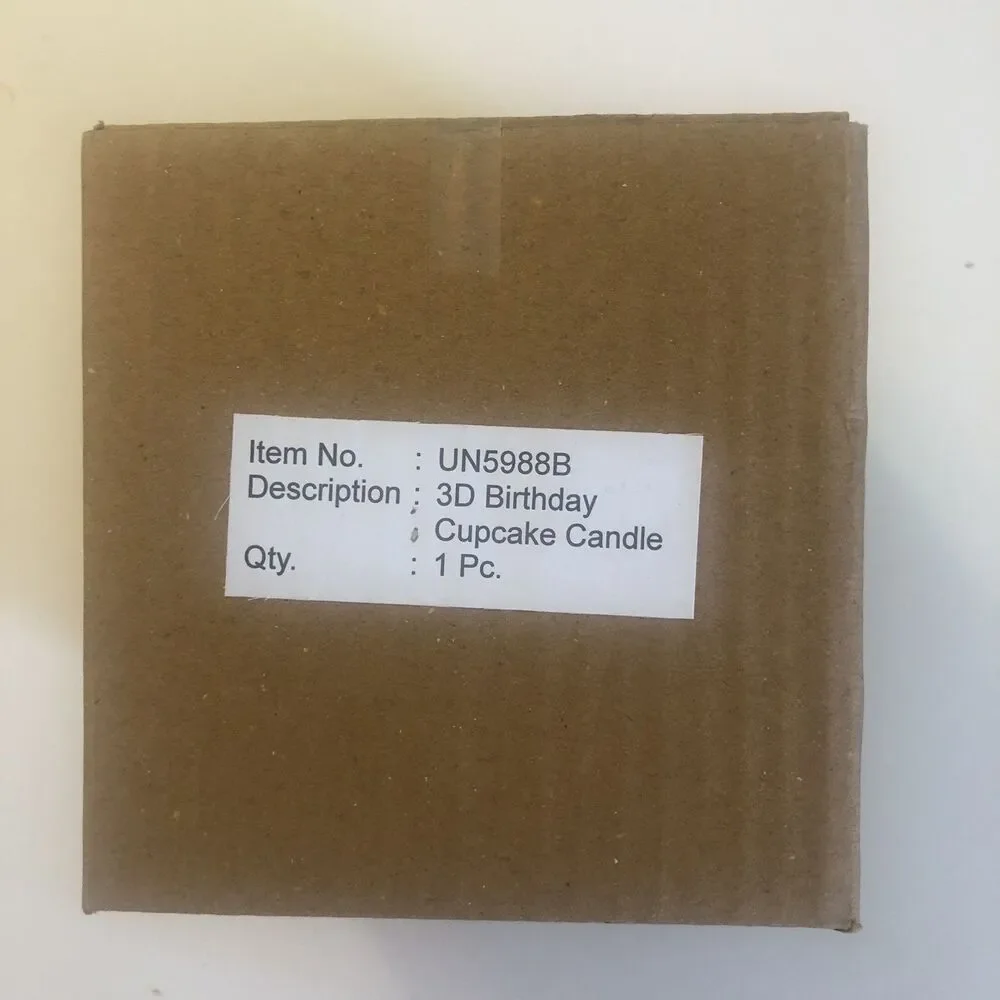 Item No. : UN5988B
Description : 3D Birthday
Cupcake Candle
Qty. : 1 Pc.